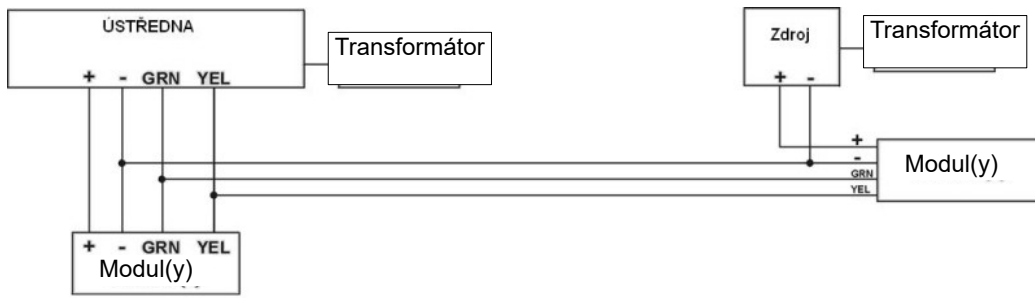 ÚSTŘEDNA
Transformátor
+ - GRN YEL
Zdroj
Transformátor
+ -
+
-
GRN
YEL
Modul(y)
+ - GRN YEL
Modul(y)